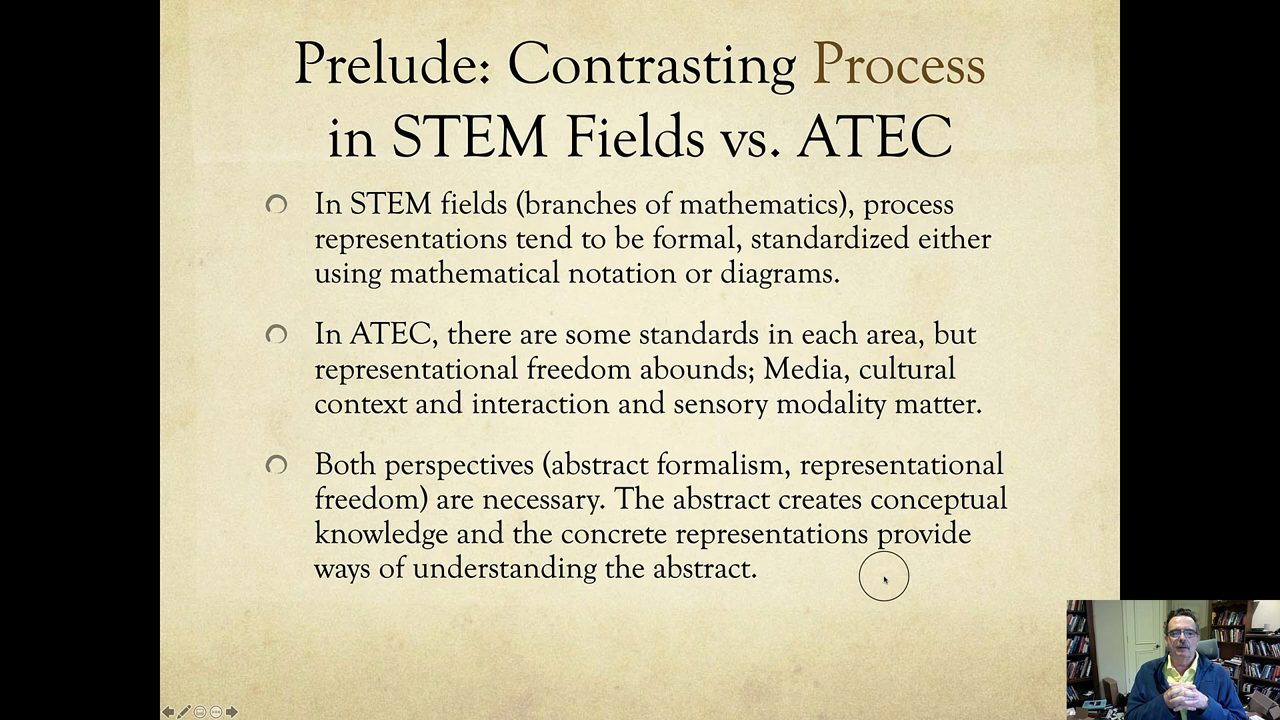 Prelude: Contrasting Process
in STEM Fields vs. ATEC
In STEM fields (branches of mathematics), process
representations tend to be formal, standardized either
using mathematical notation or diagrams.
In ATEC, there are some standards in each area, but
representational freedom abounds; Media, cultural
context and interaction and sensory modality matter.
Both perspectives (abstract formalism, representational
freedom) are necessary. The abstract creates conceptual
knowledge and the concrete representations provide
ways of understanding the abstract.